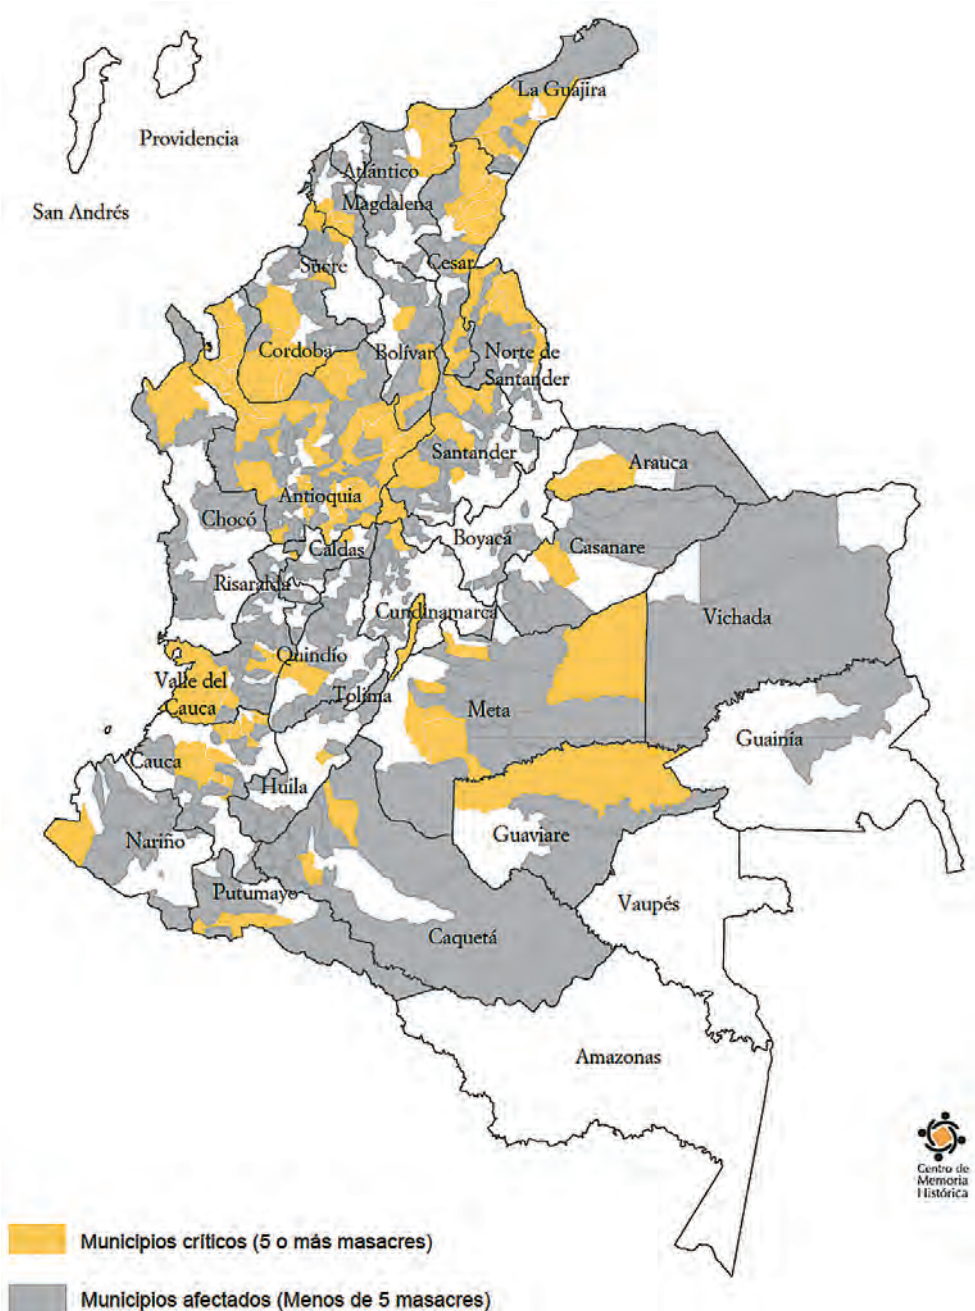 La Guajira
Providencia
Atlántico
San Andrés
Magdalena
Cesar
Sucre
Cordoba
Bolívar
Norte de
Santander
Santander
Arauca
Antioquia
Chocó
Boyacá
Caldas
Casanare
Risaralda
Cundinamarca
Vichada
Quindío
Valle del
Cauca
Tolima
Meta
Guainía
Cauca
Huila
Guaviare
Nariño
Putumayo
Vaupés
Caquetá
Amazonas
Centro de
Memoria
Histórica
Municipios críticos (5 o más masacres)
Municipios afectados (Menos de 5 masacres)